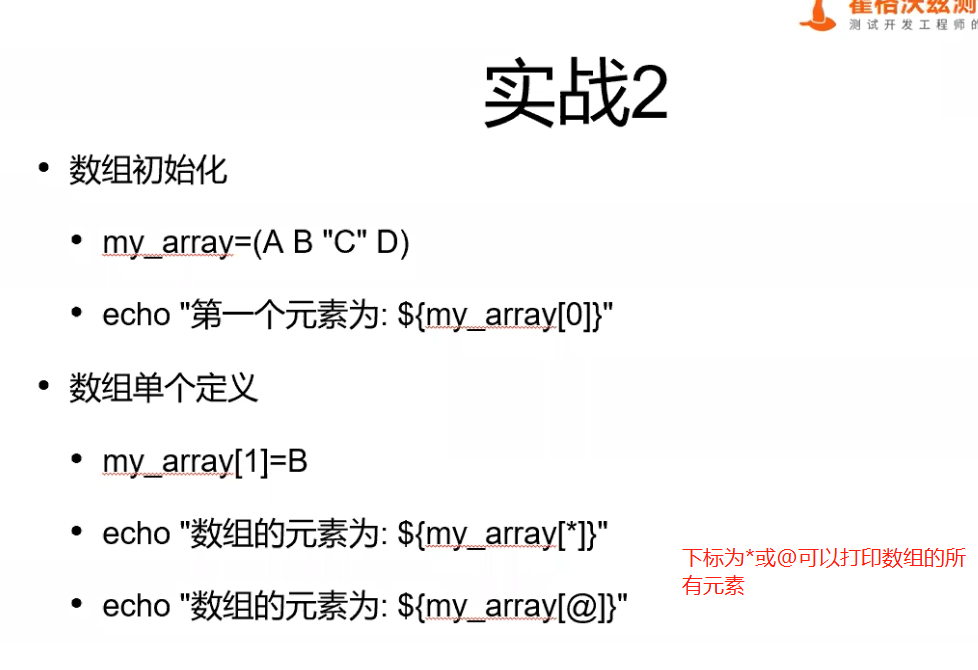 霍格沃兹测
测试开发工程师的
实战2
• 数组初始化
• my_array=(A B "C" D)
• echo "第一个元素为: ${my_array[0]}"
• 数组单个定义
• my_array[1]=B
• echo "数组的元素为: ${my_array[*]}"
• echo "数组的元素为: ${my_array[@]}"
下标为*或@可以打印数组的所
有元素